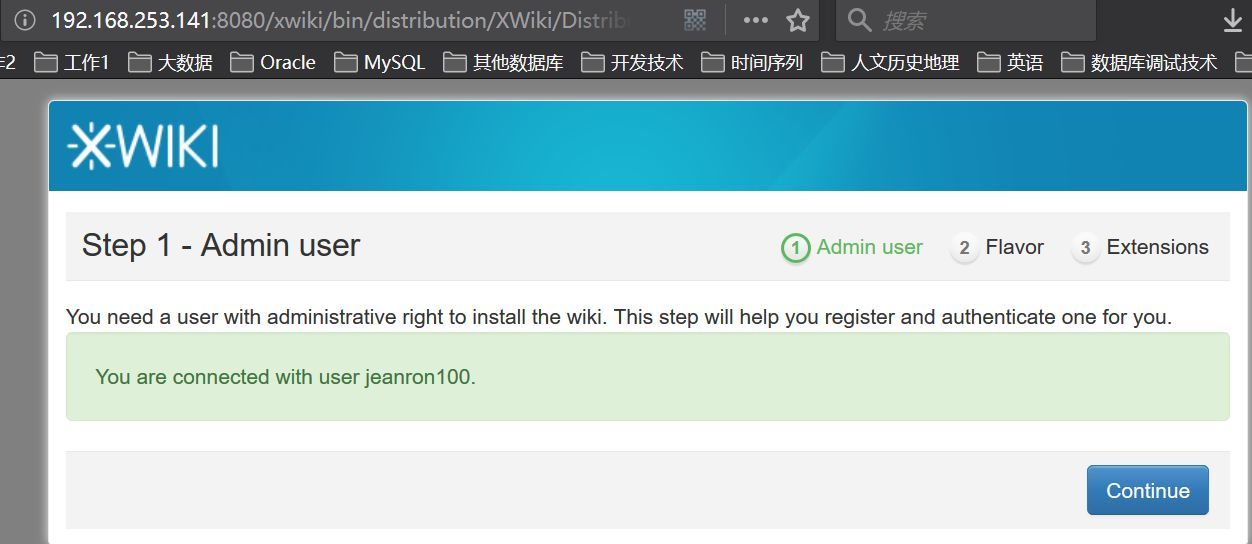 192.168.253.141:8080/xwiki/bin/distribution/XWiki/Distrib 搜索
2 工作1 大数据 Oracle MySQL 其他数据库 开发技术 时间序列 人文历史地理 英语 数据库调试技术
XWIKI
Step 1 - Admin user 1 Admin user 2 Flavor 3 Extensions
You need a user with administrative right to install the wiki. This step will help you register and authenticate one for you.
You are connected with user jeanron100.
Continue